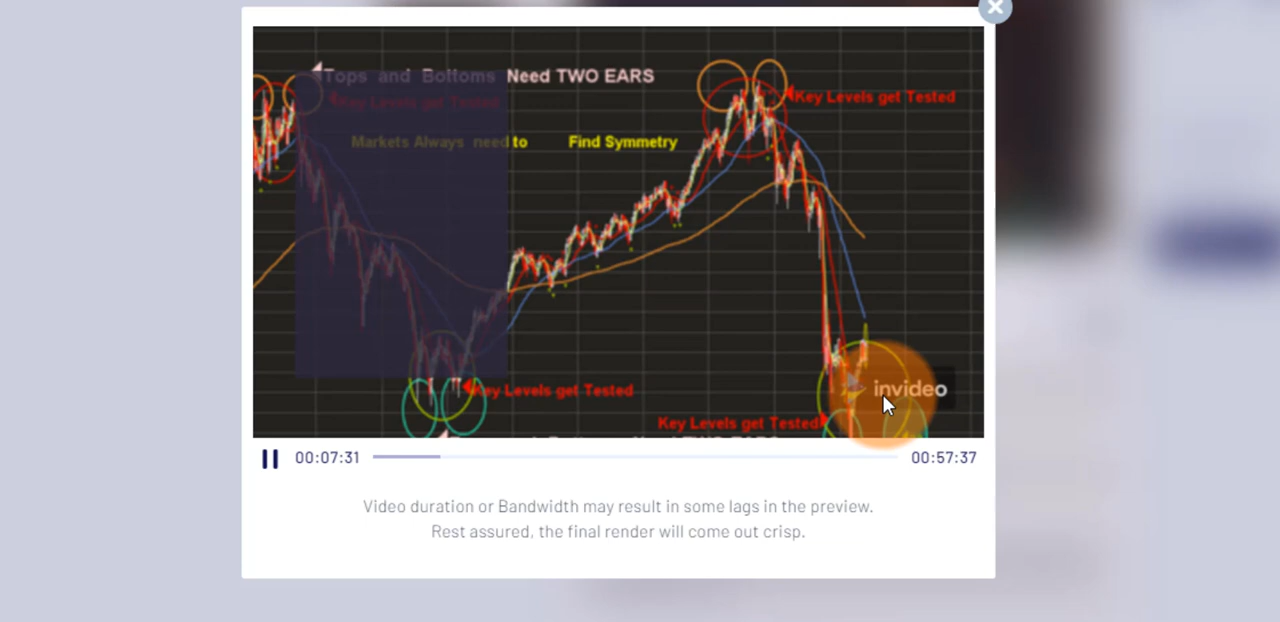 Tops and Bottoms Need TWO EARS
Key Levels get Tested
Key Levels get Tested
Markets Always need to Find Symmetry
Key Levels get Tested
invideo
Key Levels get Tested
00:07:31
00:57:37
Video duration or Bandwidth may result in some lags in the preview.
Rest assured, the final render will come out crisp.